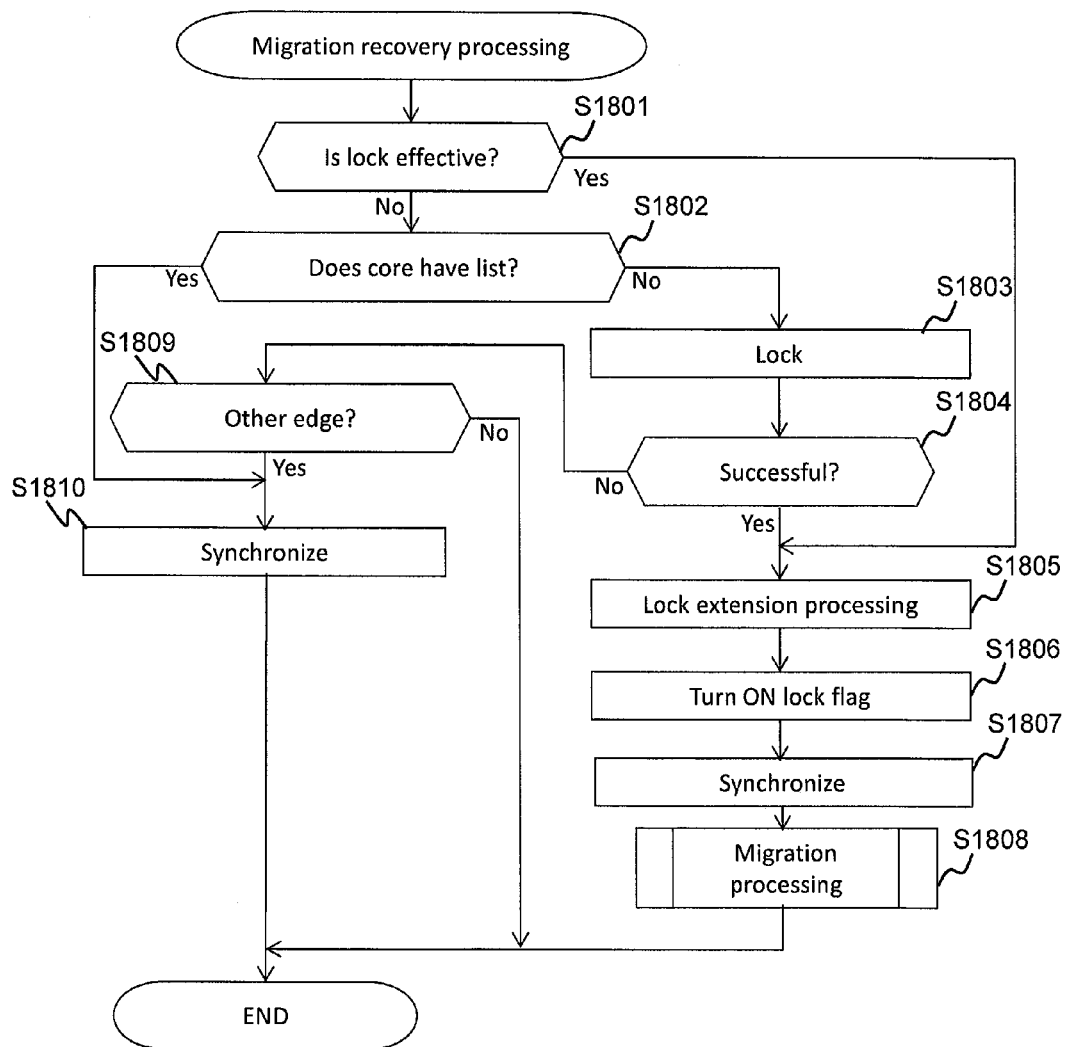 Migration recovery processing
S1801
Is lock effective?
Yes
No
S1802
Does core have list?
Yes
No
S1803
Lock
S1809
Other edge?
No
Yes
S1804
Successful?
No
Yes
S1810
Synchronize
S1805
Lock extension processing
S1806
Turn ON lock flag
S1807
Synchronize
S1808
Migration
processing
END